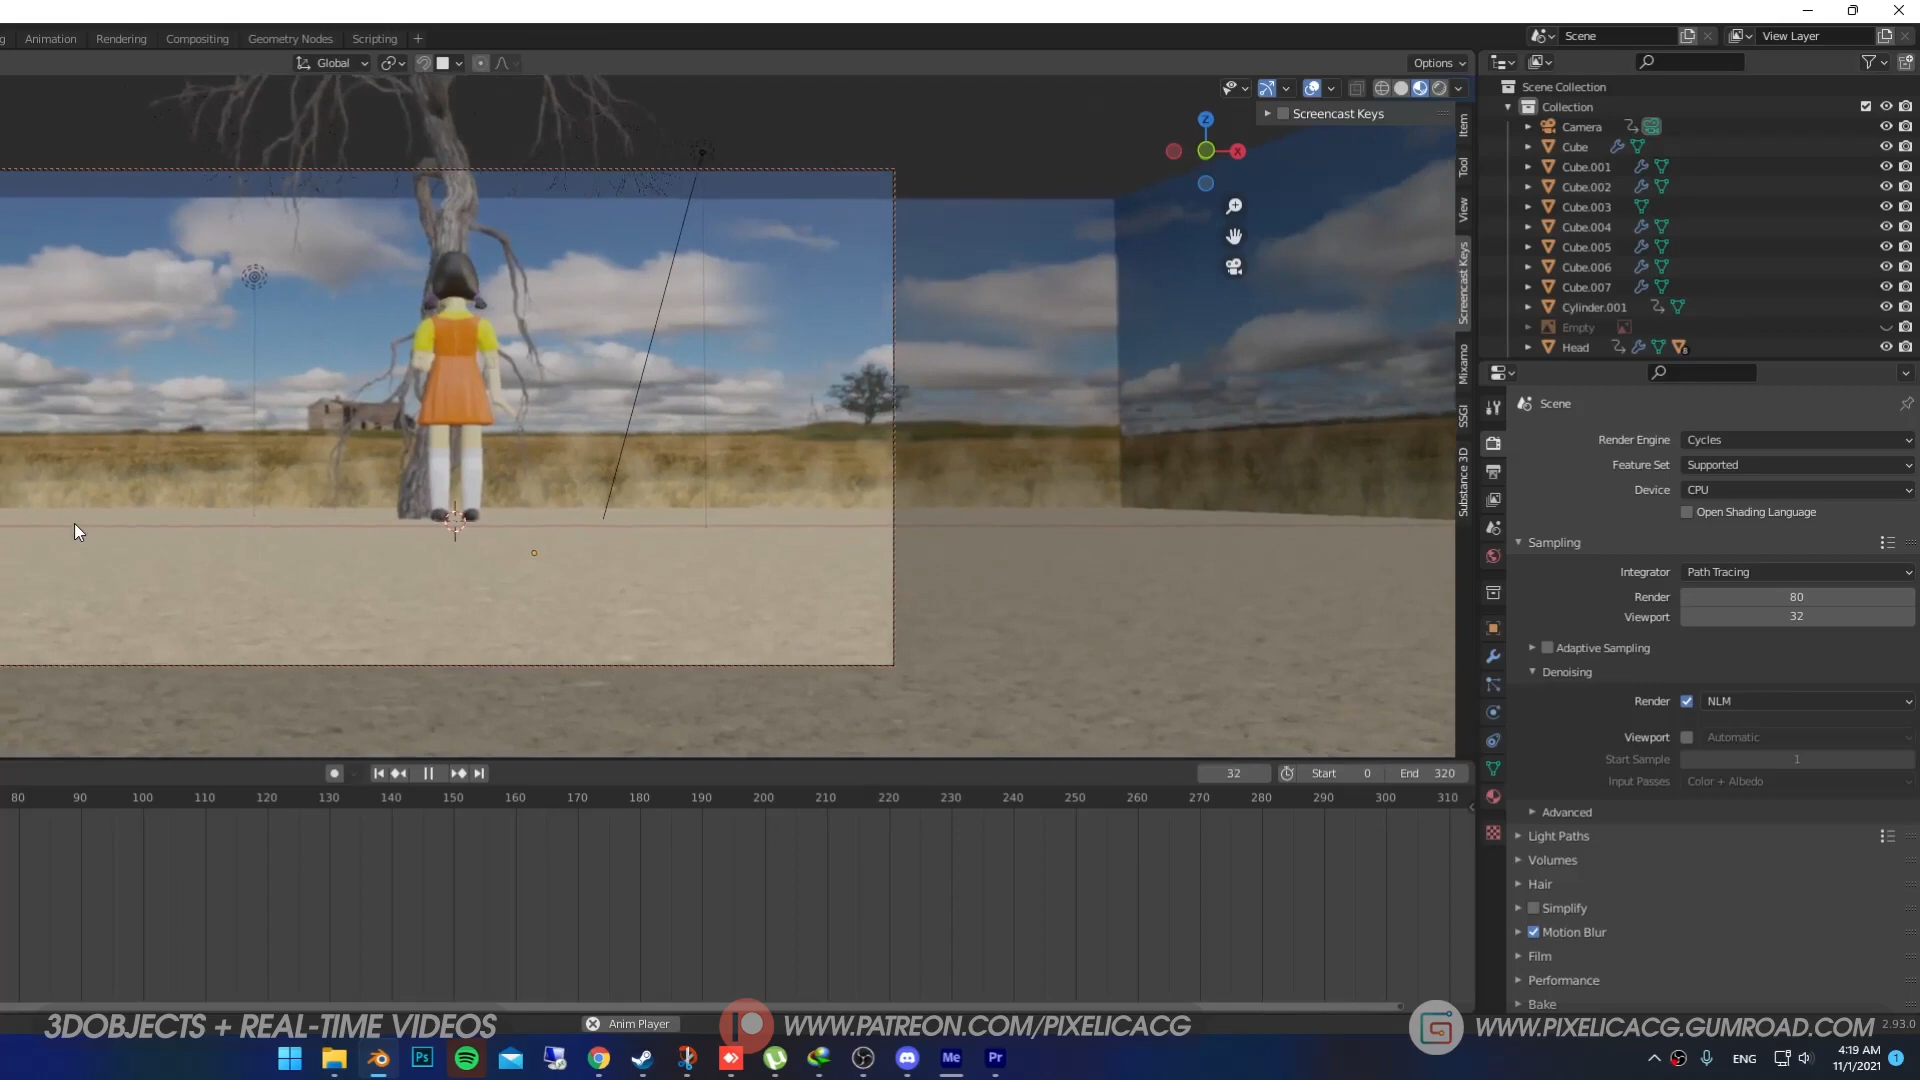 Animation Rendering Compositing Geometry Nodes Scripting + Scene View Layer
Global Options
Screencast Keys
Z
X
Item
Tool
View
Screencast Keys
Mixamo
SSGI
Substance 3D
Scene Collection
Collection
Camera
Cube
Cube.001
Cube.002
Cube.003
Cube.004
Cube.005
Cube.006
Cube.007
Cylinder.001
Empty
Head 8
Scene
Render Engine Cycles
Feature Set Supported
Device CPU
Open Shading Language
Sampling
Integrator Path Tracing
Render 80
Viewport 32
Adaptive Sampling
Denoising
Render NLM
Viewport Automatic
Start Sample 1
Input Passes Color + Albedo
Advanced
Light Paths
Volumes
Hair
Simplify
Motion Blur
Film
Performance
Bake
32 Start 0 End 320
80 90 100 110 120 130 140 150 160 170 180 190 200 210 220 230 240 250 260 270 280 290 300 310
3DOBJECTS + REAL-TIME VIDEOS Anim Player WWW.PATREON.COM/PIXELICACG WWW.PIXELICACG.GUMROAD.COM 2.93.0
Ps Me Pr ENG 4:19 AM 1
11/1/2021